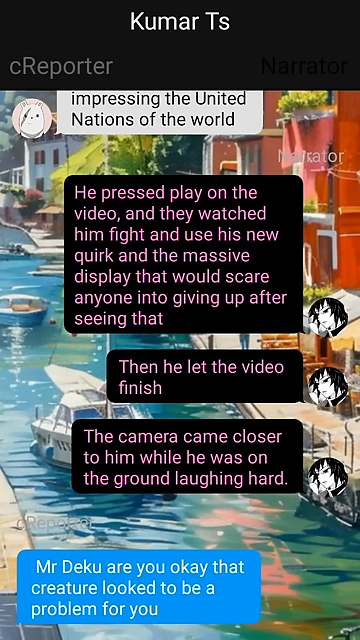 Kumar Ts
cReporter
Narrator
impressing the United
Nations of the world
Narrator
He pressed play on the
video, and they watched
him fight and use his new
quirk and the massive
display that would scare
anyone into giving up after
seeing that
Then he let the video
finish
The camera came closer
to him while he was on
the ground laughing hard.
cReporter
Mr Deku are you okay that
creature looked to be a
problem for you